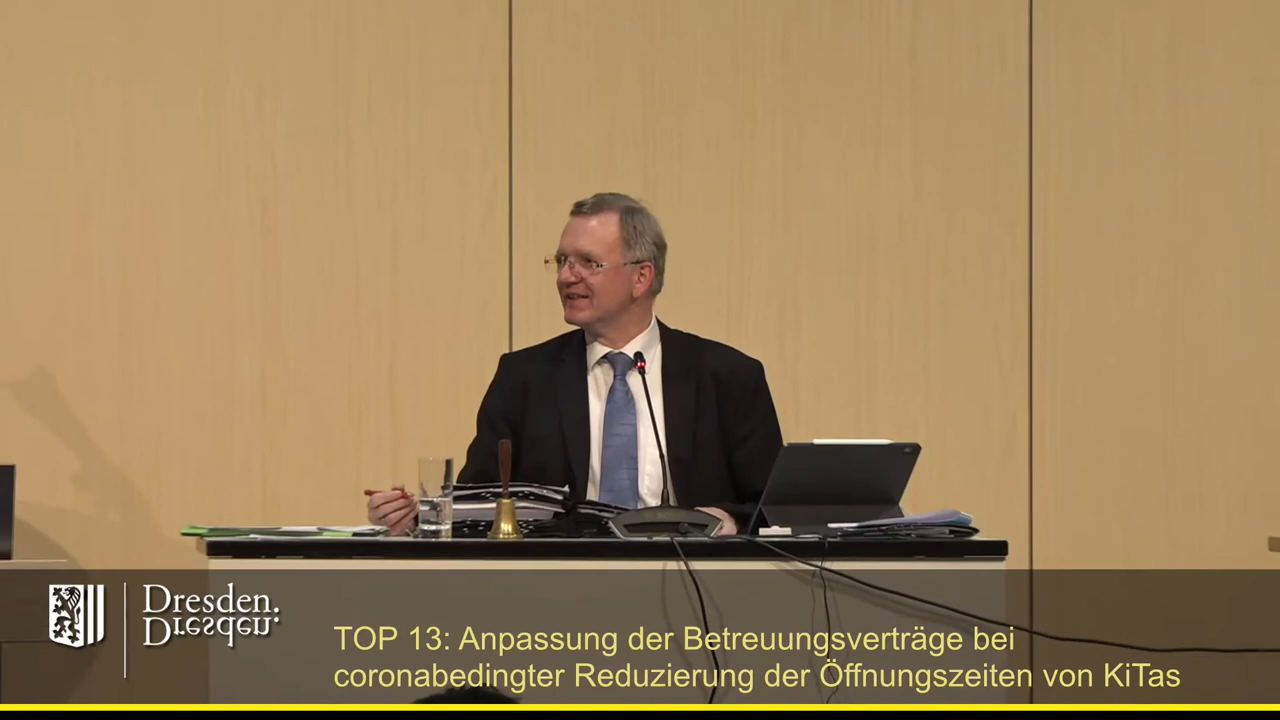 Dresden.
Dresden.
TOP 13: Anpassung der Betreuungsverträge bei
coronabedingter Reduzierung der Öffnungszeiten von KiTas